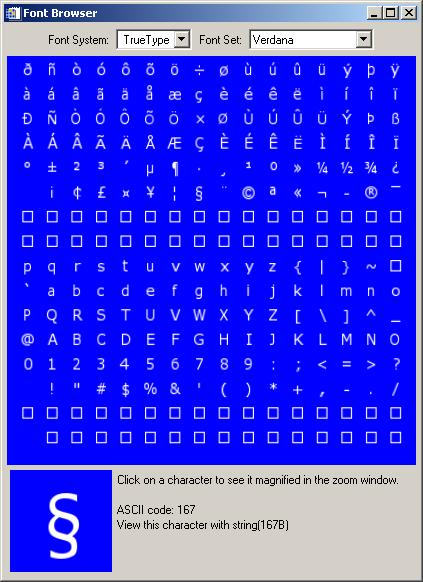 Font Browser
Font System: TrueType Font Set: Verdana
ð ñ ò ó ô õ ö ÷ ø ù ú û ü ý þ ÿ
à á â ã ä å æ ç è é ê ë ì í î ï
Ð Ñ Ò Ó Ô Õ Ö × Ø Ù Ú Û Ü Ý Þ ß
À Á Â Ã Ä Å Æ Ç È É Ê Ë Ì Í Î Ï
° ± ² ³ ´ µ ¶ · ¸ ¹ º » ¼ ½ ¾ ¿
¡ ¢ £ ¤ ¥ ¦ § ¨ © ª « ¬ - ® ¯
□ □ □ □ □ □ □ □ □ □ □ □ □ □ □ □
□ □ □ □ □ □ □ □ □ □ □ □ □ □ □ □
p q r s t u v w x y z { | } ~ □
` a b c d e f g h i j k l m n o
P Q R S T U V W X Y Z [ \ ] ^ _
@ A B C D E F G H I J K L M N O
0 1 2 3 4 5 6 7 8 9 : ; < = > ?
! " # $ % & ' ( ) * + , - . /
□ □ □ □ □ □ □ □ □ □ □ □ □ □ □ □
□ □ □ □ □ □ □ □ □ □ □ □ □ □ □
§
Click on a character to see it magnified in the zoom window.
ASCII code: 167
View this character with string(167B)